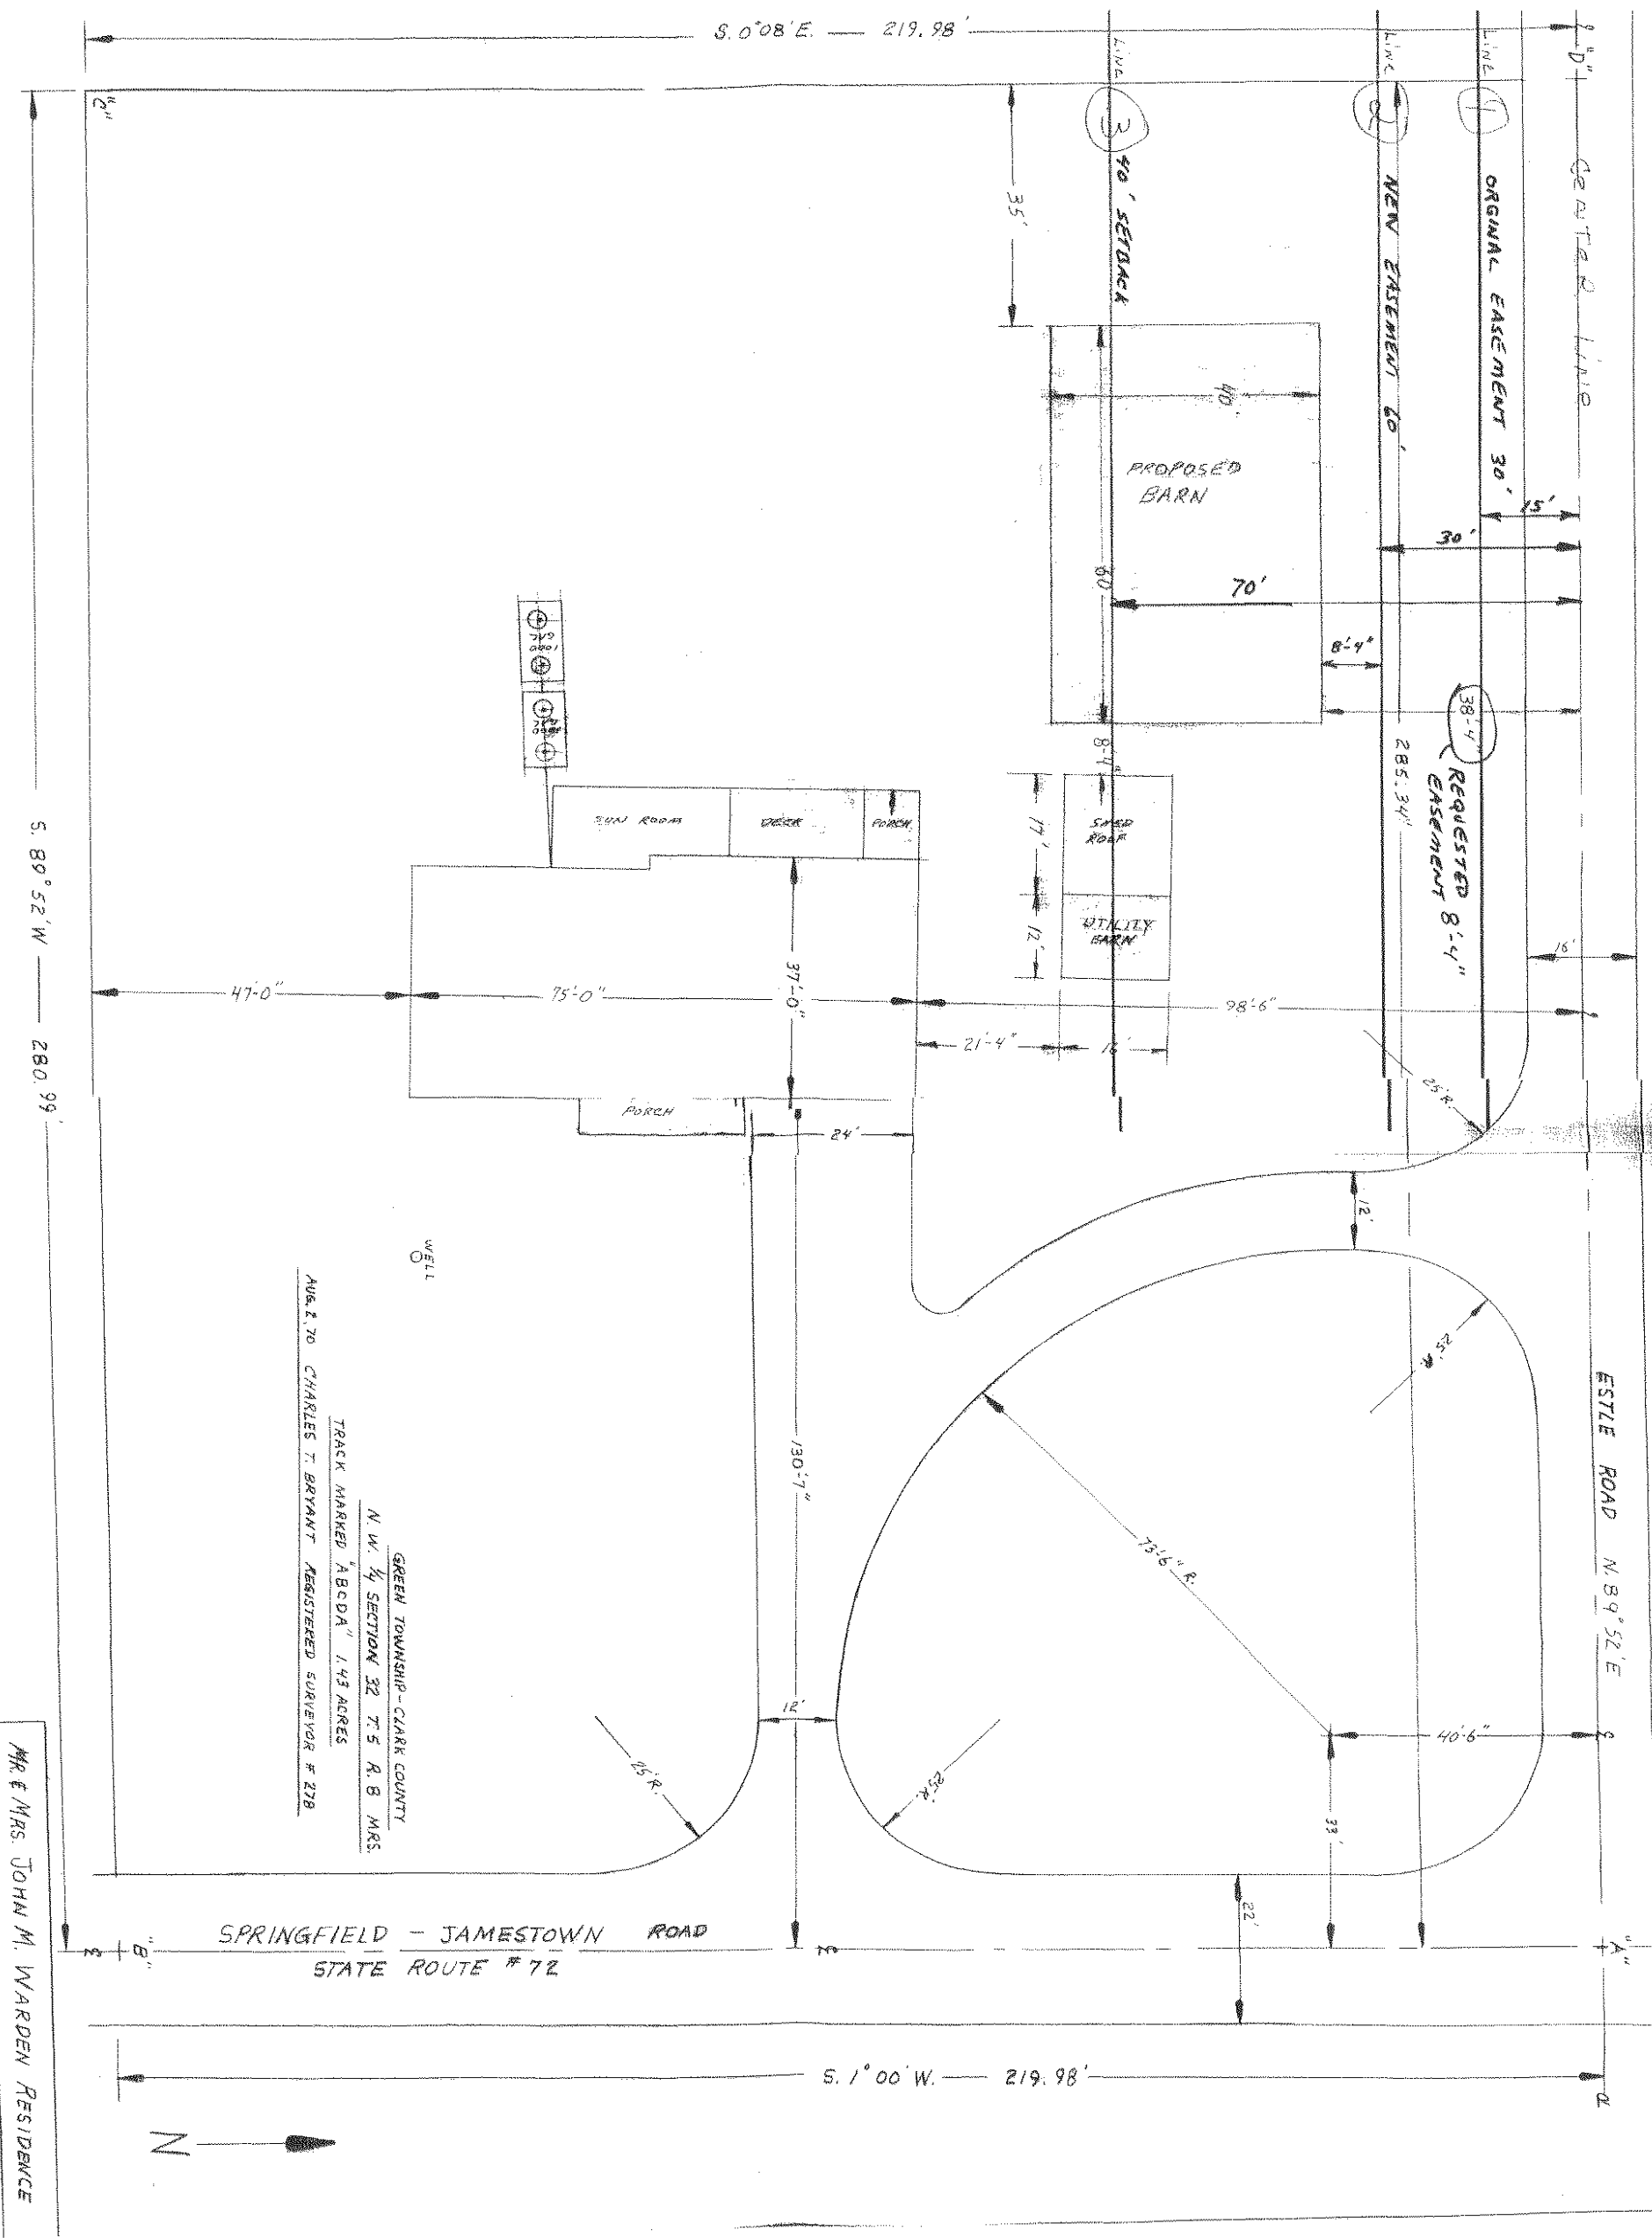 S. 0°08' E. — 219.98'
"D"
CENTER LINE
"C"
LINE
3
40' SETBACK
LINE
2
NEW EASEMENT 60'
LINE
1
ORGINAL EASEMENT 30'
35'
40'
PROPOSED
BARN
60'
15'
30'
70'
8'-4"
38'-4"
REQUESTED
EASEMENT 8'-4"
285.34'
8'-4"
SUN ROOM
DECK
PORCH
SHED
ROOF
UTILITY
BARN
17'
12'
16'
47'-0"
75'-0"
37'-0"
98'-6"
21'-4"
16'
25'R.
PORCH
24'
12'
WELL
25'R.
ESTLE ROAD N. 89°52' E
130'-7"
73'-6" R.
S. 89°52' W — 280.99'
GREEN TOWNSHIP-CLARK COUNTY
N. W. 1/4 SECTION 32 T. 5 R. 8 MRS.
TRACK MARKED "ABCDA" 1.43 ACRES
AUG. 2, 70 CHARLES T. BRYANT REGISTERED SURVEYOR # 278
12'
40'-6"
25'R.
25'R.
33'
22'
"B"
SPRINGFIELD - JAMESTOWN ROAD
STATE ROUTE # 72
"A"
S. 1°00' W. — 219.98'
N
MR & MRS. JOHN M. WARDEN RESIDENCE